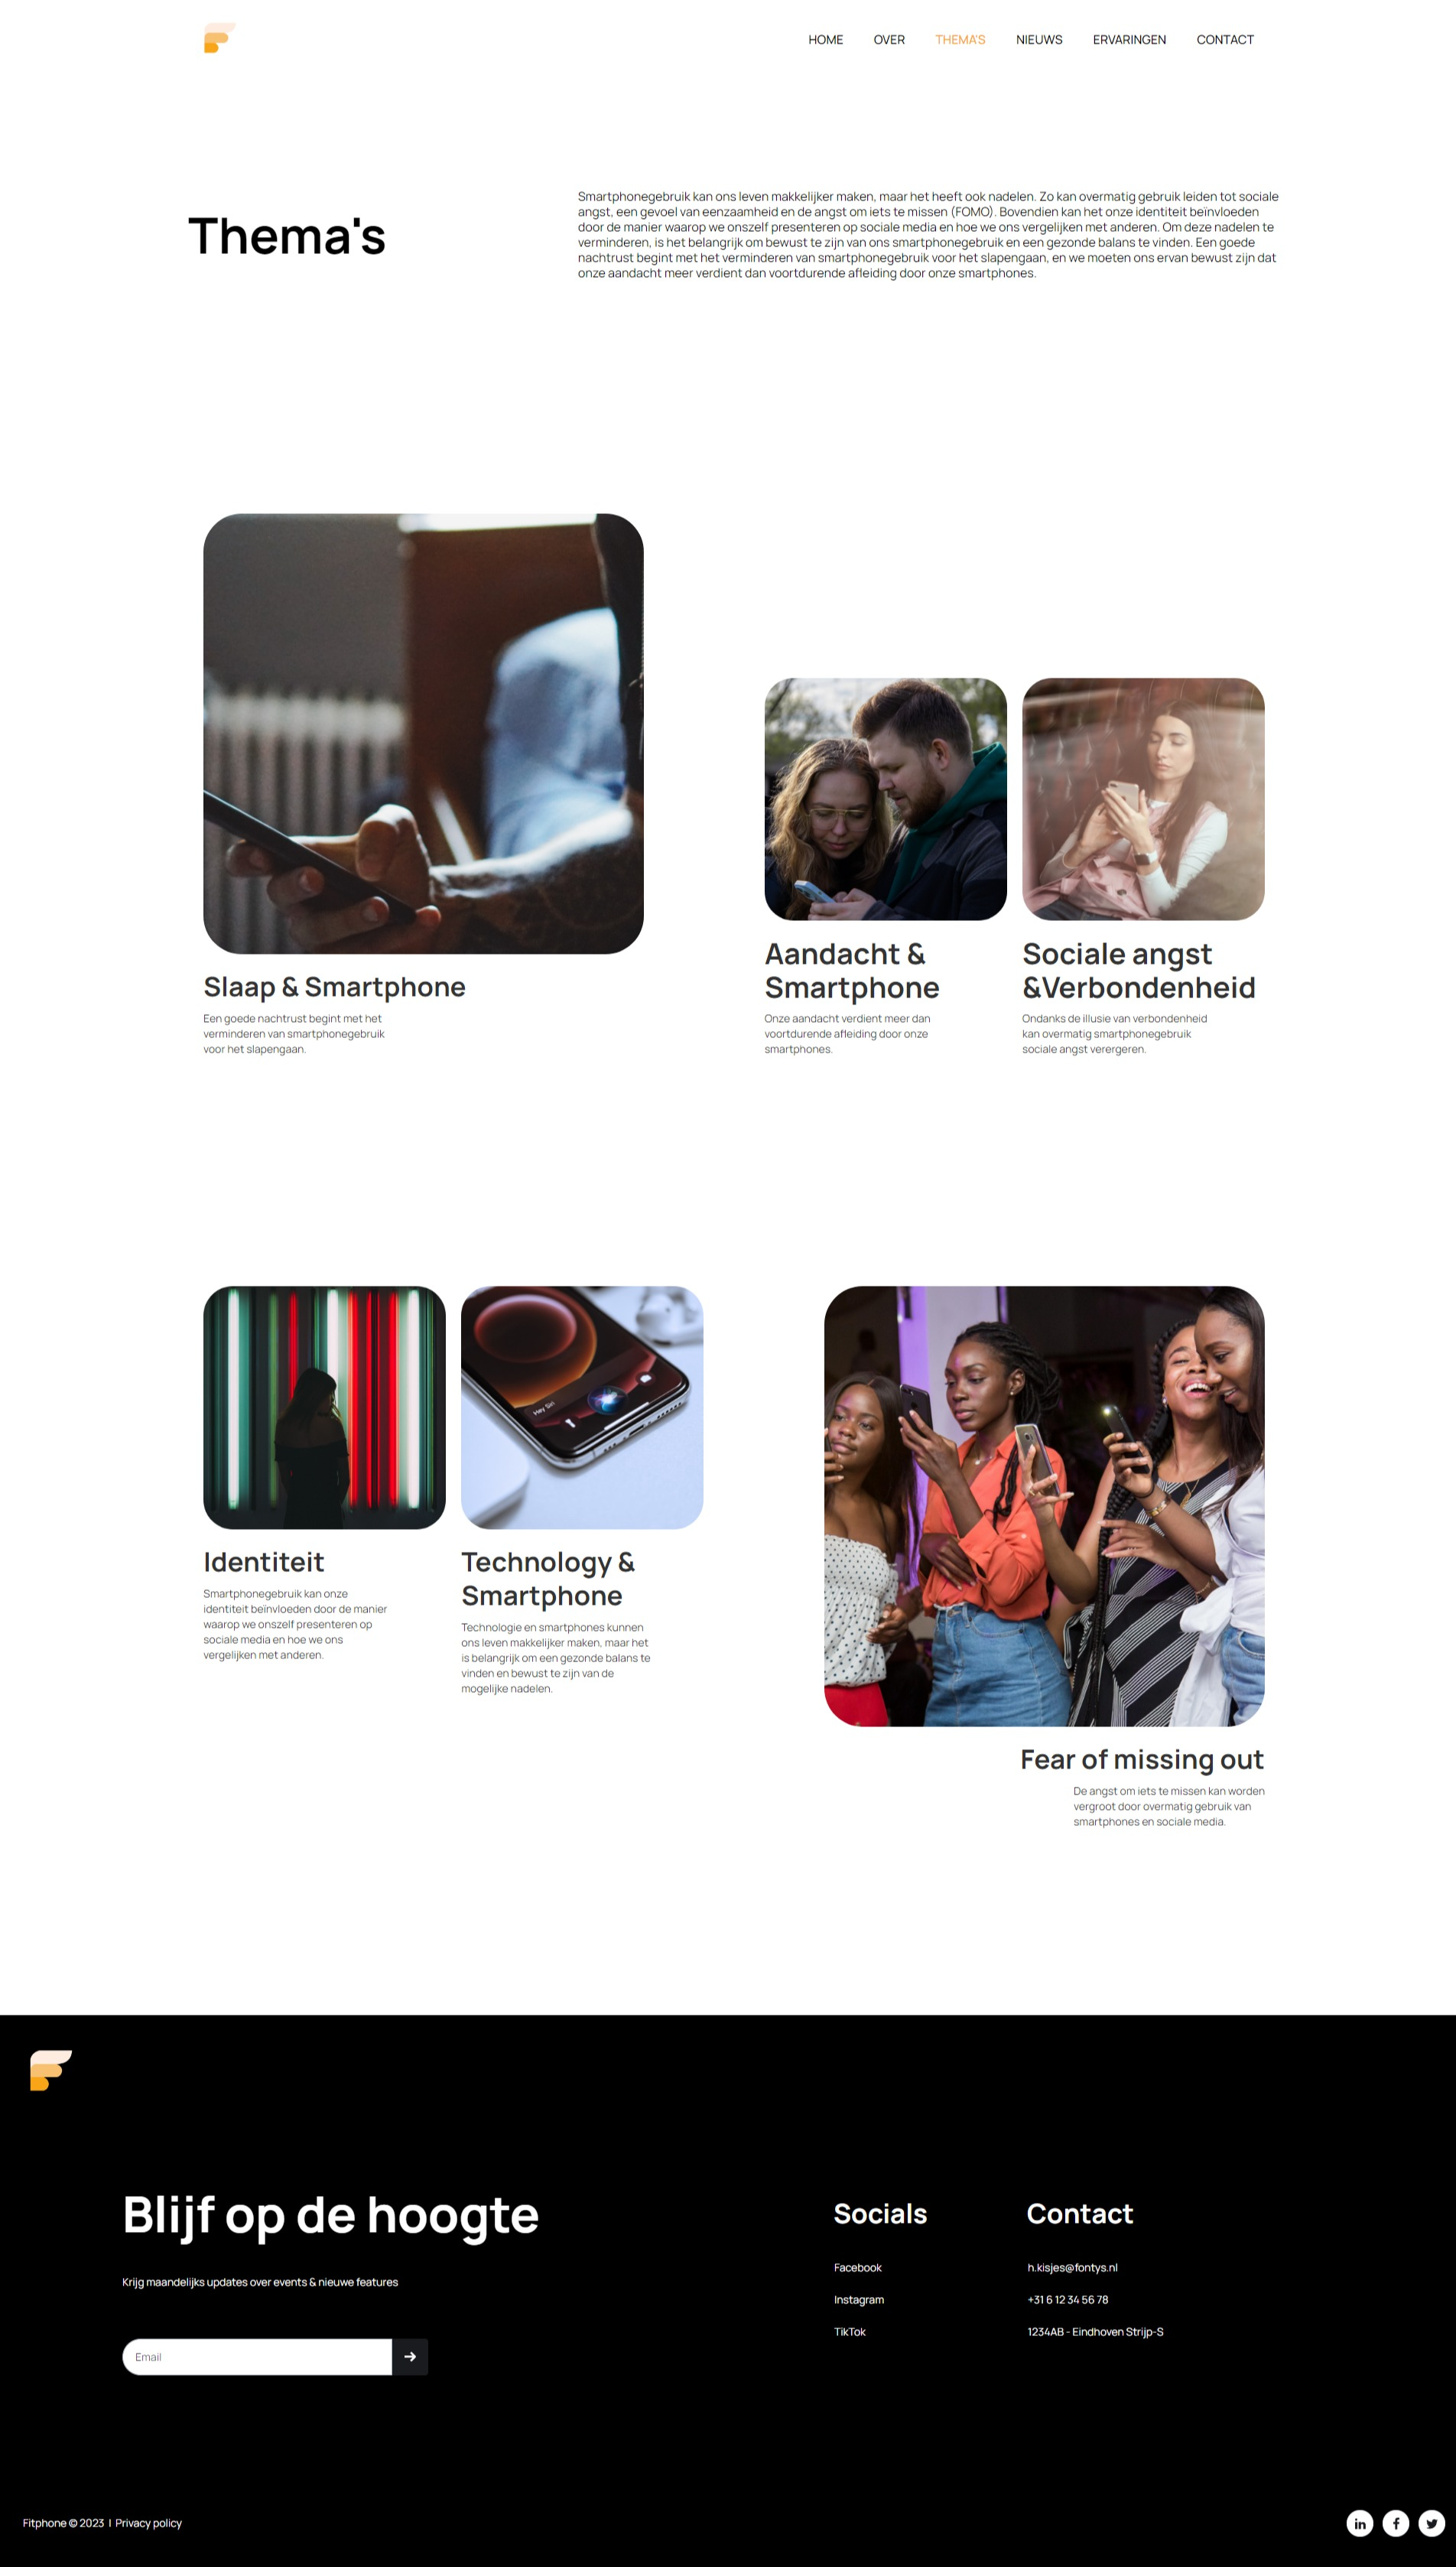 HOME OVER THEMA'S NIEUWS ERVARINGEN CONTACT
Thema's
Smartphonegebruik kan ons leven makkelijker maken, maar het heeft ook nadelen. Zo kan overmatig gebruik leiden tot sociale
angst, een gevoel van eenzaamheid en de angst om iets te missen (FOMO). Bovendien kan het onze identiteit beïnvloeden
door de manier waarop we onszelf presenteren op sociale media en hoe we ons vergelijken met anderen. Om deze nadelen te
verminderen, is het belangrijk om bewust te zijn van ons smartphonegebruik en een gezonde balans te vinden. Een goede
nachtrust begint met het verminderen van smartphonegebruik voor het slapengaan, en we moeten ons ervan bewust zijn dat
onze aandacht meer verdient dan voortdurende afleiding door onze smartphones.
Slaap & Smartphone
Een goede nachtrust begint met het
verminderen van smartphonegebruik
voor het slapengaan.
Aandacht &
Smartphone
Onze aandacht verdient meer dan
voortdurende afleiding door onze
smartphones.
Sociale angst
&Verbondenheid
Ondanks de illusie van verbondenheid
kan overmatig smartphonegebruik
sociale angst verergeren.
Hey Siri
Identiteit
Smartphonegebruik kan onze
identiteit beïnvloeden door de manier
waarop we onszelf presenteren op
sociale media en hoe we ons
vergelijken met anderen.
Technology &
Smartphone
Technologie en smartphones kunnen
ons leven makkelijker maken, maar het
is belangrijk om een gezonde balans te
vinden en bewust te zijn van de
mogelijke nadelen.
Fear of missing out
De angst om iets te missen kan worden
vergroot door overmatig gebruik van
smartphones en sociale media.
Blijf op de hoogte
Krijg maandelijks updates over events & nieuwe features
Email
Socials
Facebook
Instagram
TikTok
Contact
h.kisjes@fontys.nl
+31 6 12 34 56 78
1234AB - Eindhoven Strijp-S
Fitphone © 2023 | Privacy policy